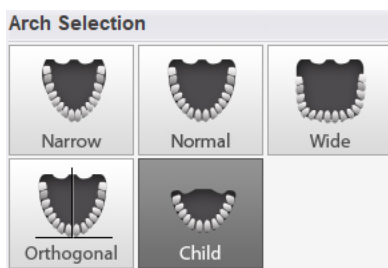 Arch Selection
Narrow
Normal
Wide
Orthogonal
Child